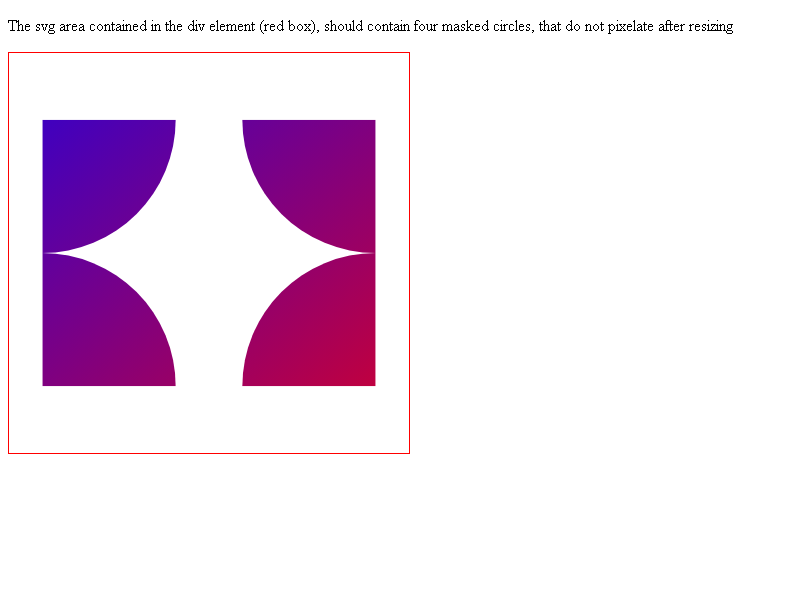 The svg area contained in the div element (red box), should contain four masked circles, that do not pixelate after resizing